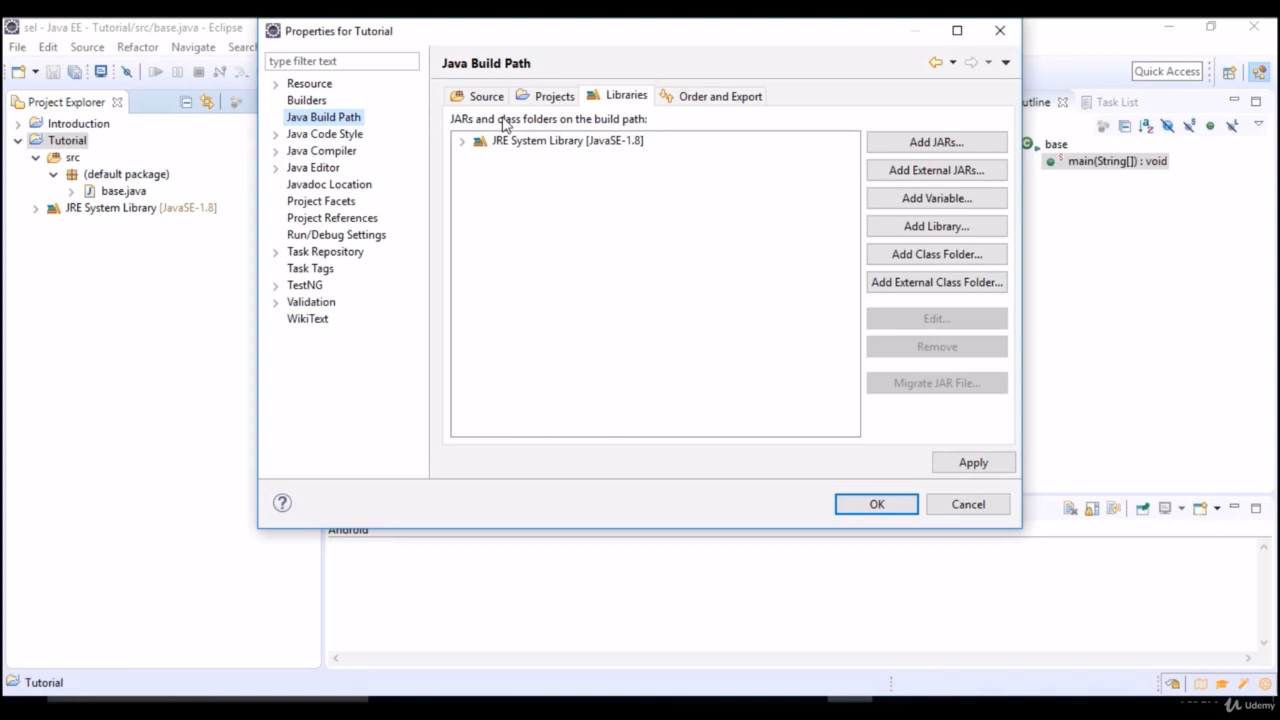 sel - Java EE - Tutorial/src/base.java - Eclipse
File Edit Source Refactor Navigate Search
Quick Access
Project Explorer
Introduction
Tutorial
src
(default package)
base.java
JRE System Library [JavaSE-1.8]
Properties for Tutorial
type filter text
Resource
Builders
Java Build Path
Java Code Style
Java Compiler
Java Editor
Javadoc Location
Project Facets
Project References
Run/Debug Settings
Task Repository
Task Tags
TestNG
Validation
WikiText
Java Build Path
Source Projects Libraries Order and Export
JARs and class folders on the build path:
JRE System Library [JavaSE-1.8]
Add JARs...
Add External JARs...
Add Variable...
Add Library...
Add Class Folder...
Add External Class Folder...
Edit...
Remove
Migrate JAR File...
Apply
OK Cancel
utline Task List
base
main(String[]) : void
Android
Tutorial
Udemy